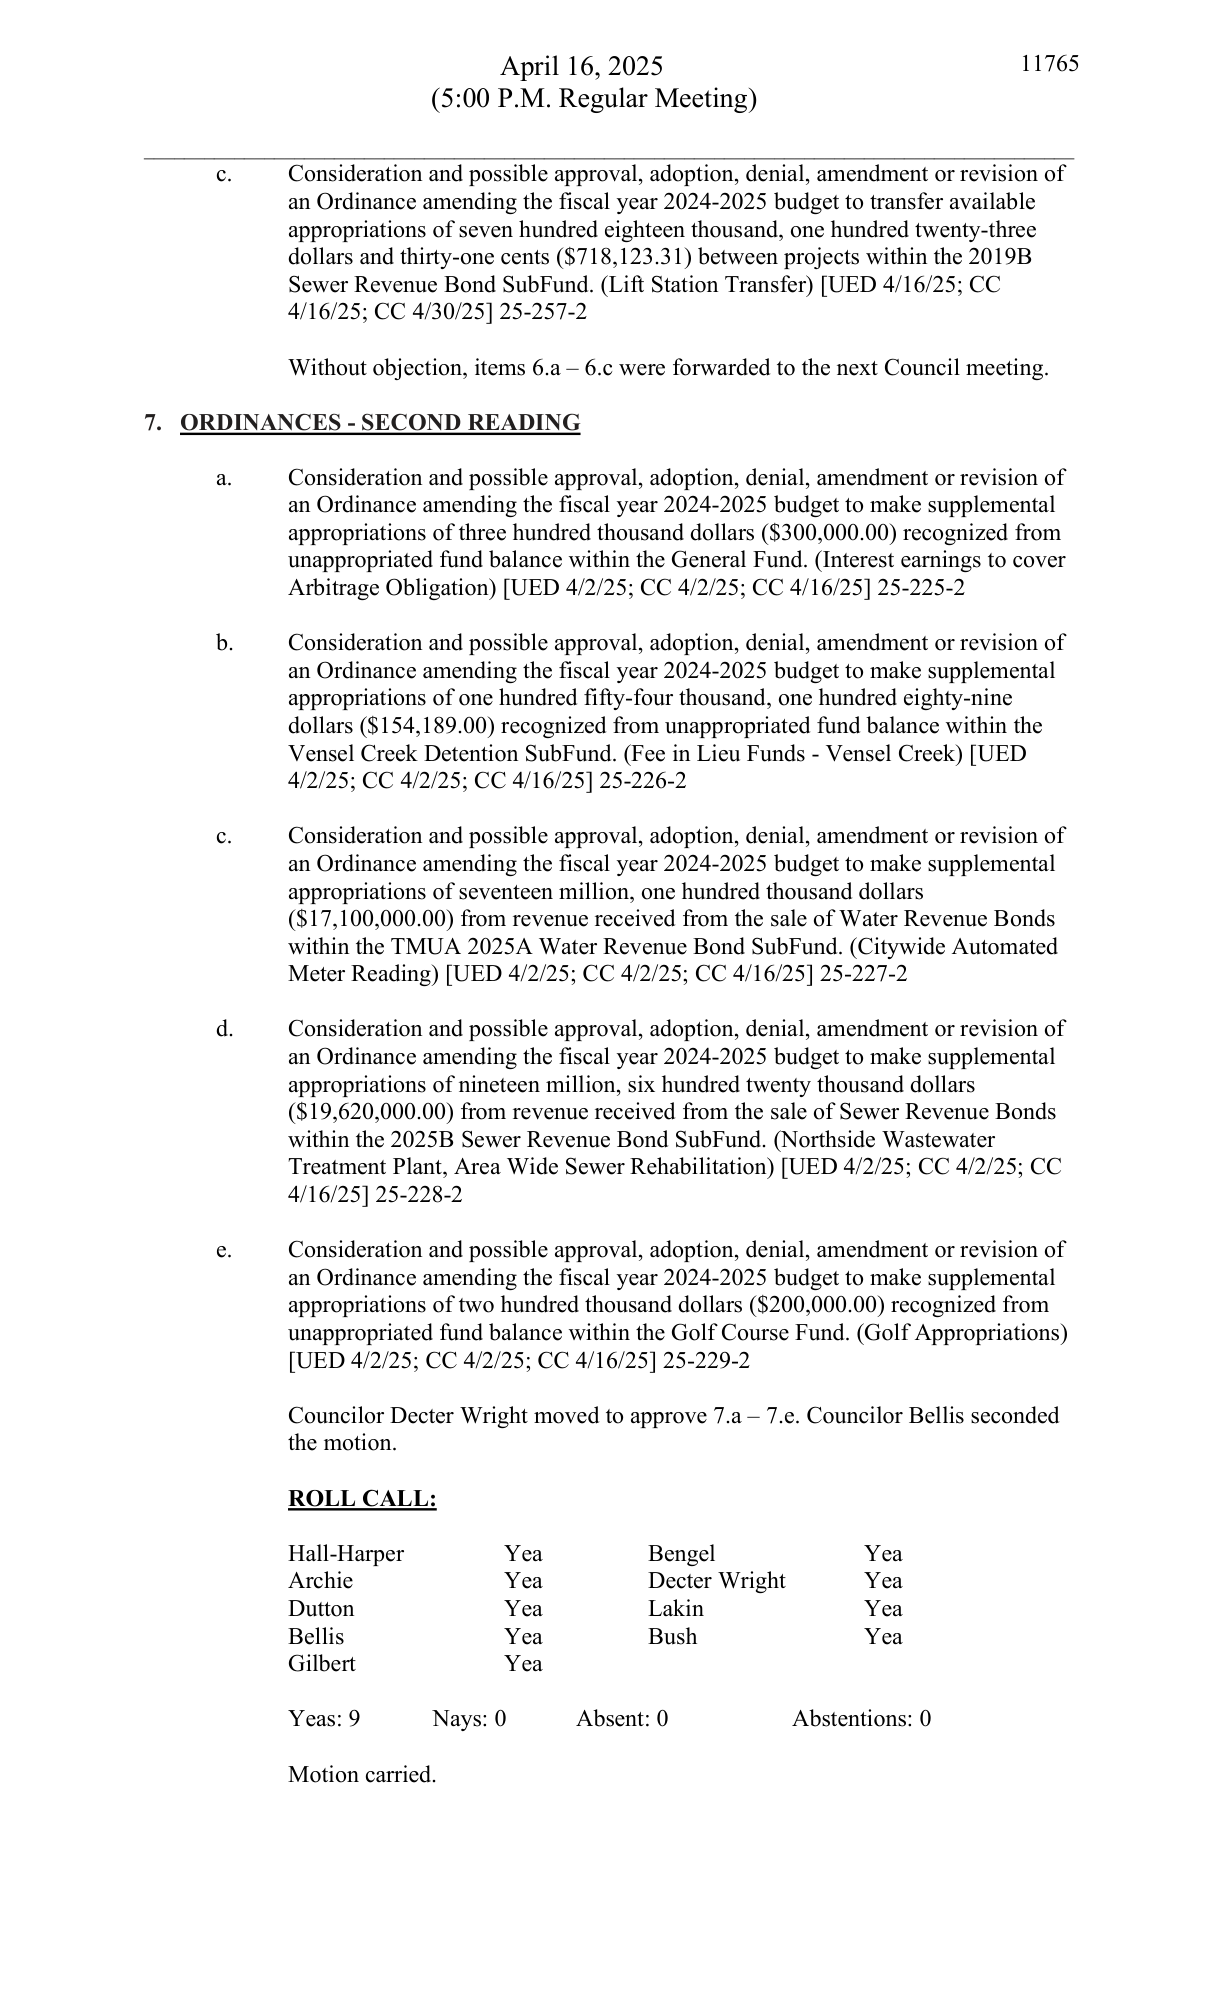 April 16, 2025
11765
(5:00 P.M. Regular Meeting)
c. Consideration and possible approval, adoption, denial, amendment or revision of
an Ordinance amending the fiscal year 2024-2025 budget to transfer available
appropriations of seven hundred eighteen thousand, one hundred twenty-three
dollars and thirty-one cents ($718,123.31) between projects within the 2019B
Sewer Revenue Bond SubFund. (Lift Station Transfer) [UED 4/16/25; CC
4/16/25; CC 4/30/25] 25-257-2
Without objection, items 6.a – 6.c were forwarded to the next Council meeting.
7. ORDINANCES - SECOND READING
a. Consideration and possible approval, adoption, denial, amendment or revision of
an Ordinance amending the fiscal year 2024-2025 budget to make supplemental
appropriations of three hundred thousand dollars ($300,000.00) recognized from
unappropriated fund balance within the General Fund. (Interest earnings to cover
Arbitrage Obligation) [UED 4/2/25; CC 4/2/25; CC 4/16/25] 25-225-2
b. Consideration and possible approval, adoption, denial, amendment or revision of
an Ordinance amending the fiscal year 2024-2025 budget to make supplemental
appropriations of one hundred fifty-four thousand, one hundred eighty-nine
dollars ($154,189.00) recognized from unappropriated fund balance within the
Vensel Creek Detention SubFund. (Fee in Lieu Funds - Vensel Creek) [UED
4/2/25; CC 4/2/25; CC 4/16/25] 25-226-2
c. Consideration and possible approval, adoption, denial, amendment or revision of
an Ordinance amending the fiscal year 2024-2025 budget to make supplemental
appropriations of seventeen million, one hundred thousand dollars
($17,100,000.00) from revenue received from the sale of Water Revenue Bonds
within the TMUA 2025A Water Revenue Bond SubFund. (Citywide Automated
Meter Reading) [UED 4/2/25; CC 4/2/25; CC 4/16/25] 25-227-2
d. Consideration and possible approval, adoption, denial, amendment or revision of
an Ordinance amending the fiscal year 2024-2025 budget to make supplemental
appropriations of nineteen million, six hundred twenty thousand dollars
($19,620,000.00) from revenue received from the sale of Sewer Revenue Bonds
within the 2025B Sewer Revenue Bond SubFund. (Northside Wastewater
Treatment Plant, Area Wide Sewer Rehabilitation) [UED 4/2/25; CC 4/2/25; CC
4/16/25] 25-228-2
e. Consideration and possible approval, adoption, denial, amendment or revision of
an Ordinance amending the fiscal year 2024-2025 budget to make supplemental
appropriations of two hundred thousand dollars ($200,000.00) recognized from
unappropriated fund balance within the Golf Course Fund. (Golf Appropriations)
[UED 4/2/25; CC 4/2/25; CC 4/16/25] 25-229-2
Councilor Decter Wright moved to approve 7.a – 7.e. Councilor Bellis seconded
the motion.
ROLL CALL:
Hall-Harper Yea Bengel Yea
Archie Yea Decter Wright Yea
Dutton Yea Lakin Yea
Bellis Yea Bush Yea
Gilbert Yea
Yeas: 9 Nays: 0 Absent: 0 Abstentions: 0
Motion carried.